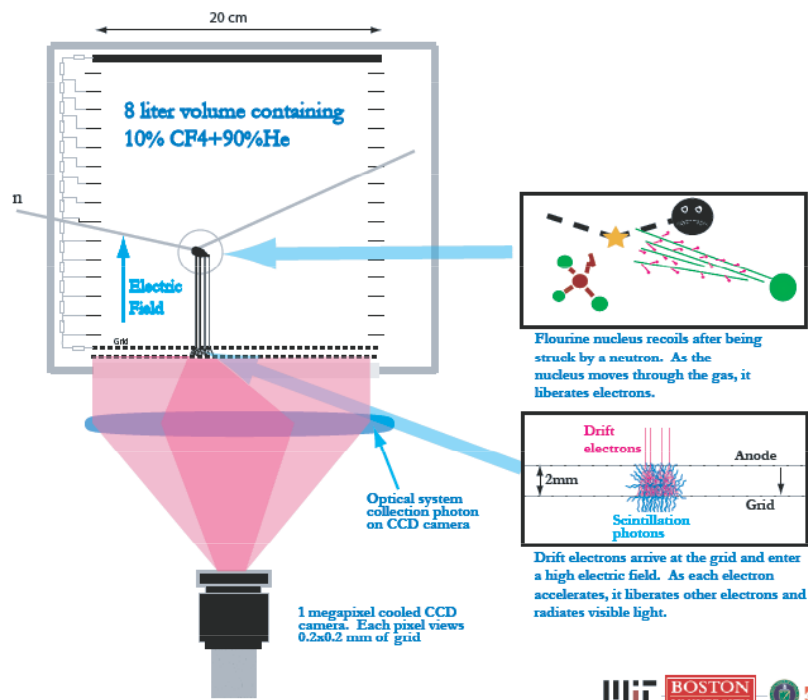 20 cm
8 liter volume containing
10% CF4+90%He
n
Electric
Field
Grid
Flourine nucleus recoils after being
struck by a neutron. As the
nucleus moves through the gas, it
liberates electrons.
Drift
electrons
Anode
2mm
Grid
Scintillation
photons
Optical system
collection photon
on CCD camera
Drift electrons arrive at the grid and enter
a high electric field. As each electron
accelerates, it liberates other electrons and
radiates visible light.
1 megapixel cooled CCD
camera. Each pixel views
0.2x0.2 mm of grid
BOSTON